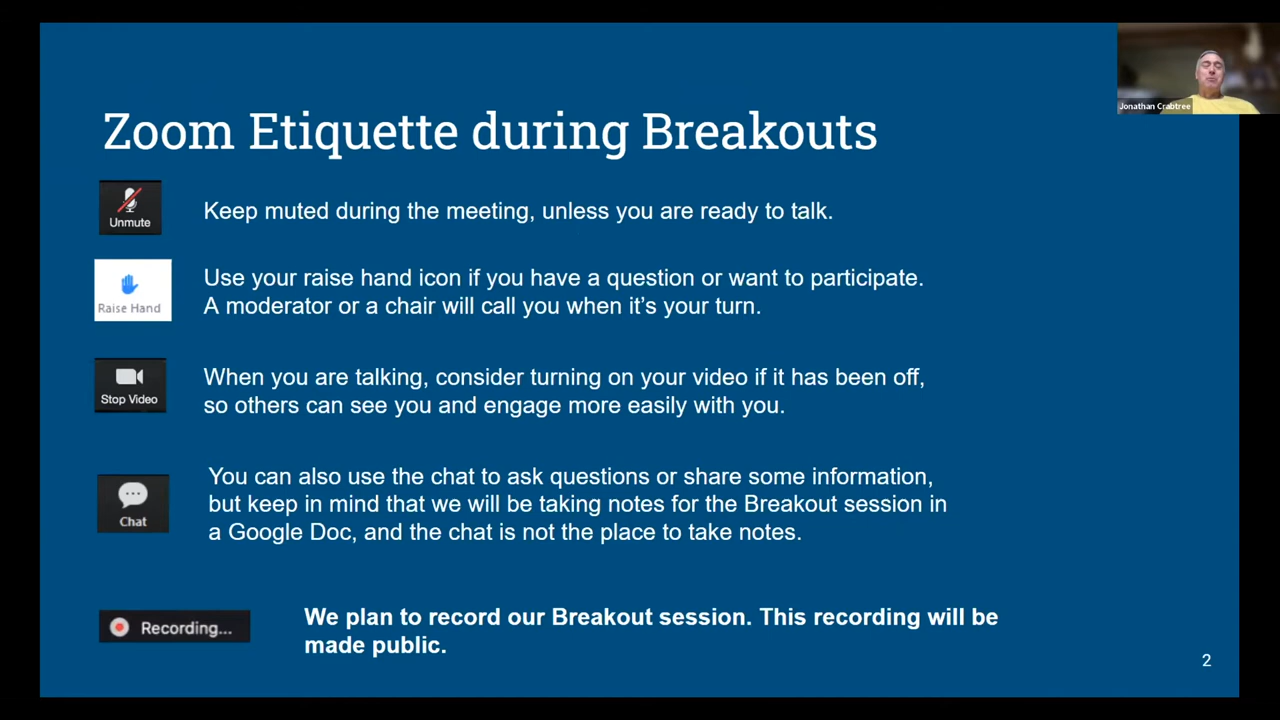 Jonathan Crabtree
Zoom Etiquette during Breakouts
Unmute
Keep muted during the meeting, unless you are ready to talk.
Raise Hand
Use your raise hand icon if you have a question or want to participate.
A moderator or a chair will call you when it’s your turn.
Stop Video
When you are talking, consider turning on your video if it has been off,
so others can see you and engage more easily with you.
Chat
You can also use the chat to ask questions or share some information,
but keep in mind that we will be taking notes for the Breakout session in
a Google Doc, and the chat is not the place to take notes.
Recording...
We plan to record our Breakout session. This recording will be
made public.
2